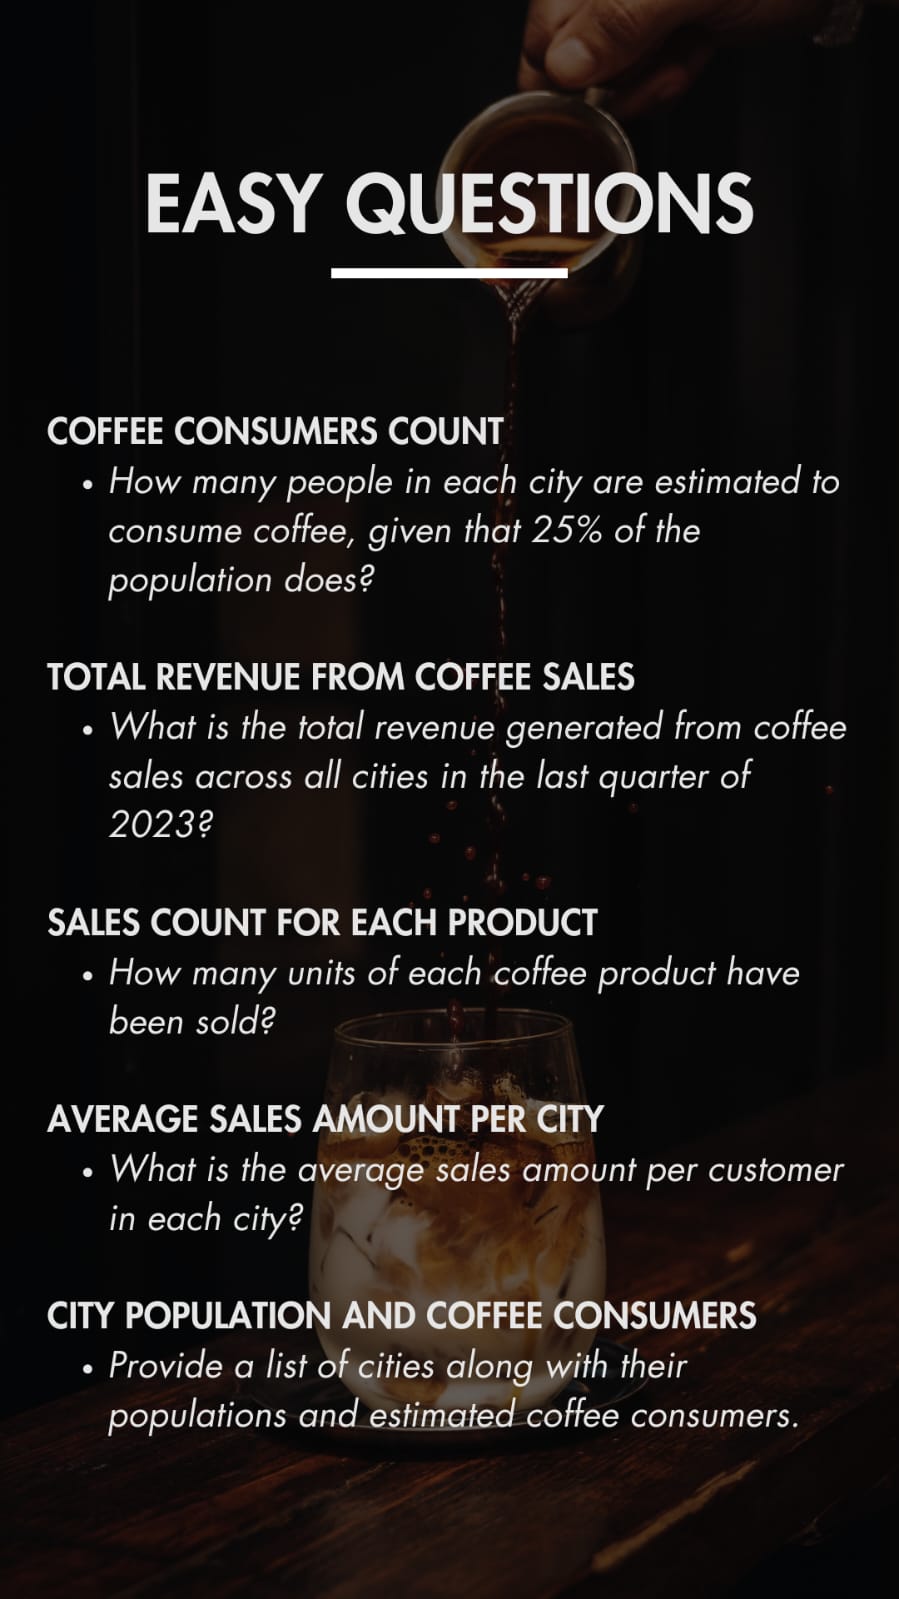 EASY QUESTIONS
COFFEE CONSUMERS COUNT
• How many people in each city are estimated to
consume coffee, given that 25% of the
population does?
TOTAL REVENUE FROM COFFEE SALES
• What is the total revenue generated from coffee
sales across all cities in the last quarter of
2023?
SALES COUNT FOR EACH PRODUCT
• How many units of each coffee product have
been sold?
AVERAGE SALES AMOUNT PER CITY
• What is the average sales amount per customer
in each city?
CITY POPULATION AND COFFEE CONSUMERS
• Provide a list of cities along with their
populations and estimated coffee consumers.